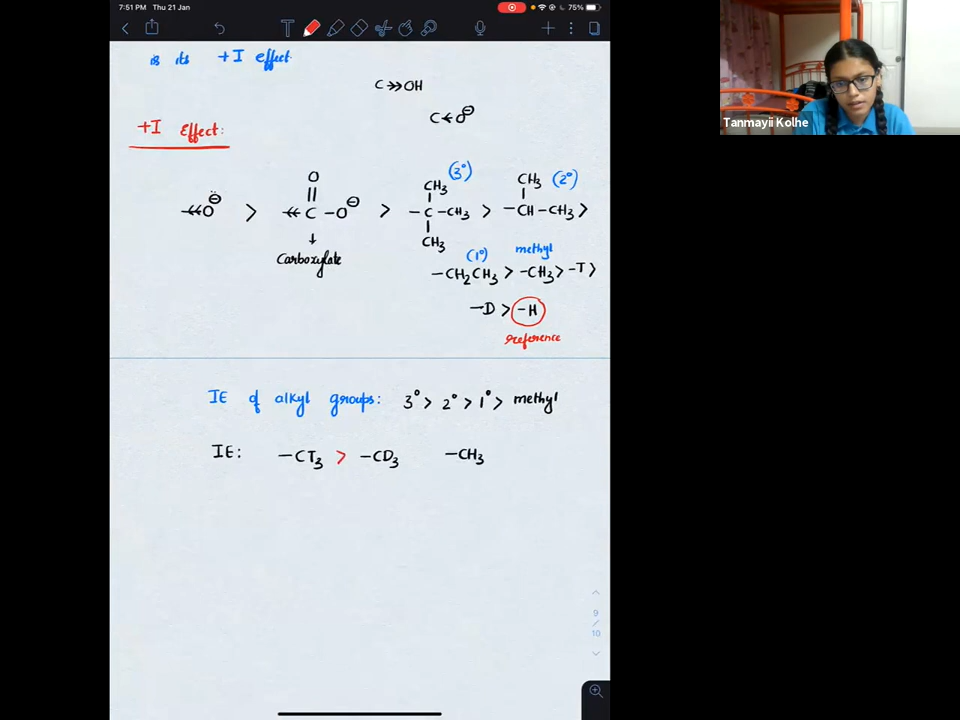 7:51 PM Thu 21 Jan
75%
is its +I effect.
C ↠ OH
C ↞ O⊖
+I Effect:
↞ O⊖ > ↞ C(=O) – O⊖ > – C(CH3)(CH3) – CH3 (3°) > – CH(CH3) – CH3 (2°) >
Carboxylate
(1°) methyl
– CH2CH3 > – CH3 > – T >
– D > – H
reference
IE of alkyl groups: 3° > 2° > 1° > methyl
IE: – CT3 > – CD3 – CH3
9
/
10
Tanmayii Kolhe